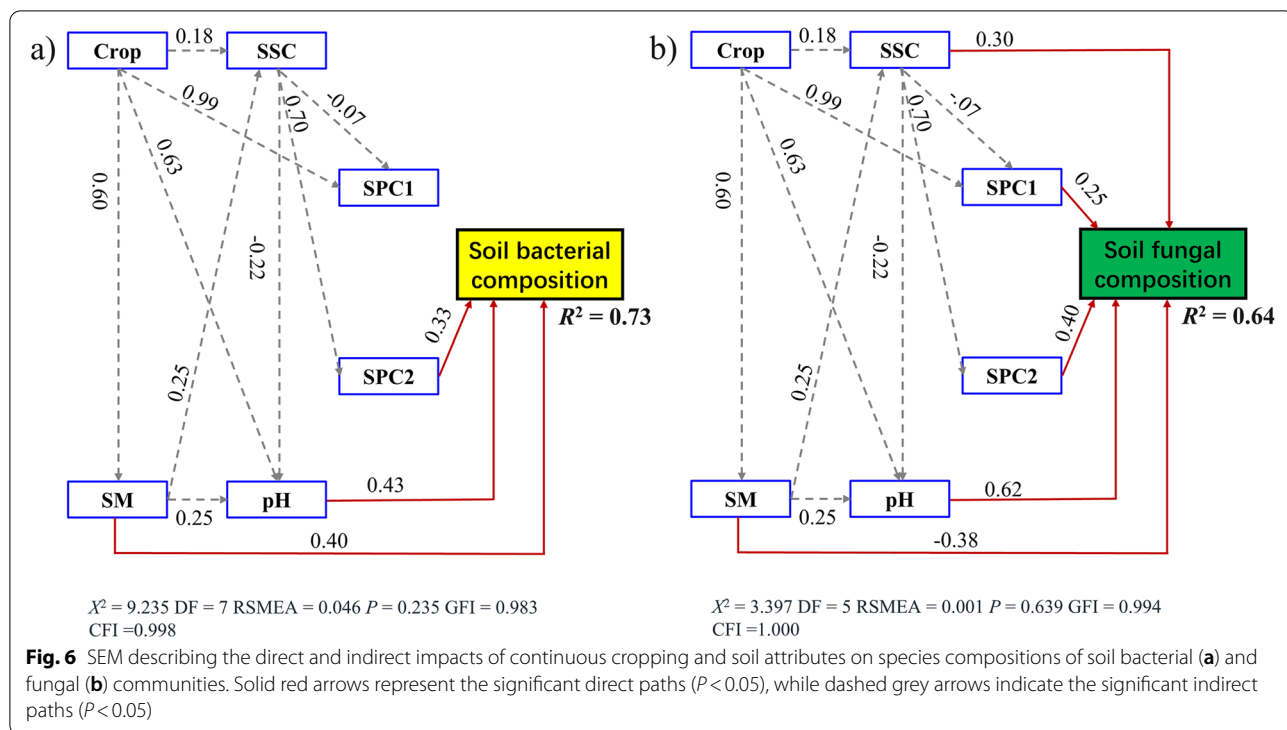 a)
Crop
0.18
SSC
0.99
-0.07
0.70
0.63
0.60
SPC1
-0.22
Soil bacterial
composition
R² = 0.73
0.33
0.25
SPC2
SM
0.25
pH
0.43
0.40
X² = 9.235 DF = 7 RSMEA = 0.046 P = 0.235 GFI = 0.983
CFI =0.998
b)
Crop
0.18
SSC
0.30
0.99
-.07
0.70
0.63
0.60
SPC1
0.25
-0.22
Soil fungal
composition
R² = 0.64
0.40
0.25
SPC2
SM
0.25
pH
0.62
-0.38
X² = 3.397 DF = 5 RSMEA = 0.001 P = 0.639 GFI = 0.994
CFI =1.000
Fig. 6 SEM describing the direct and indirect impacts of continuous cropping and soil attributes on species compositions of soil bacterial (a) and
fungal (b) communities. Solid red arrows represent the significant direct paths (P < 0.05), while dashed grey arrows indicate the significant indirect
paths (P < 0.05)